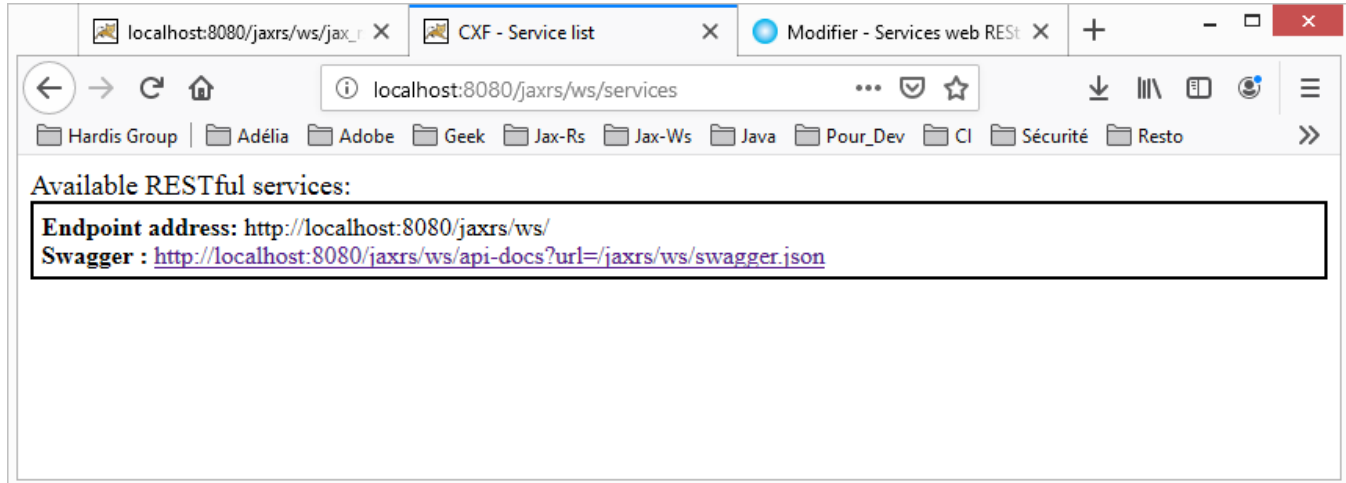 localhost:8080/jaxrs/ws/jax_r
CXF - Service list
Modifier - Services web RESt
localhost:8080/jaxrs/ws/services
Hardis Group Adélia Adobe Geek Jax-Rs Jax-Ws Java Pour_Dev CI Sécurité Resto
Available RESTful services:
Endpoint address: http://localhost:8080/jaxrs/ws/
Swagger : http://localhost:8080/jaxrs/ws/api-docs?url=/jaxrs/ws/swagger.json